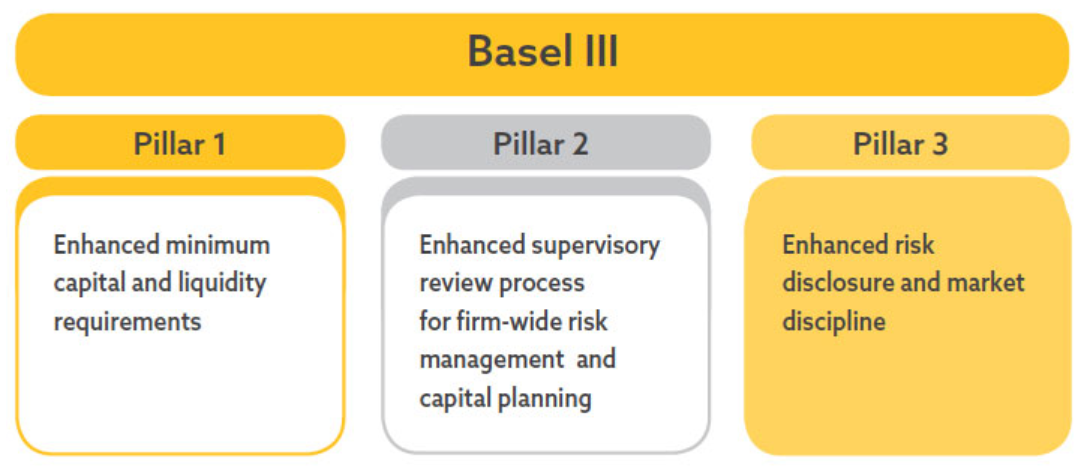 Basel III
Pillar 1
Enhanced minimum
capital and liquidity
requirements
Pillar 2
Enhanced supervisory
review process
for firm-wide risk
management and
capital planning
Pillar 3
Enhanced risk
disclosure and market
discipline